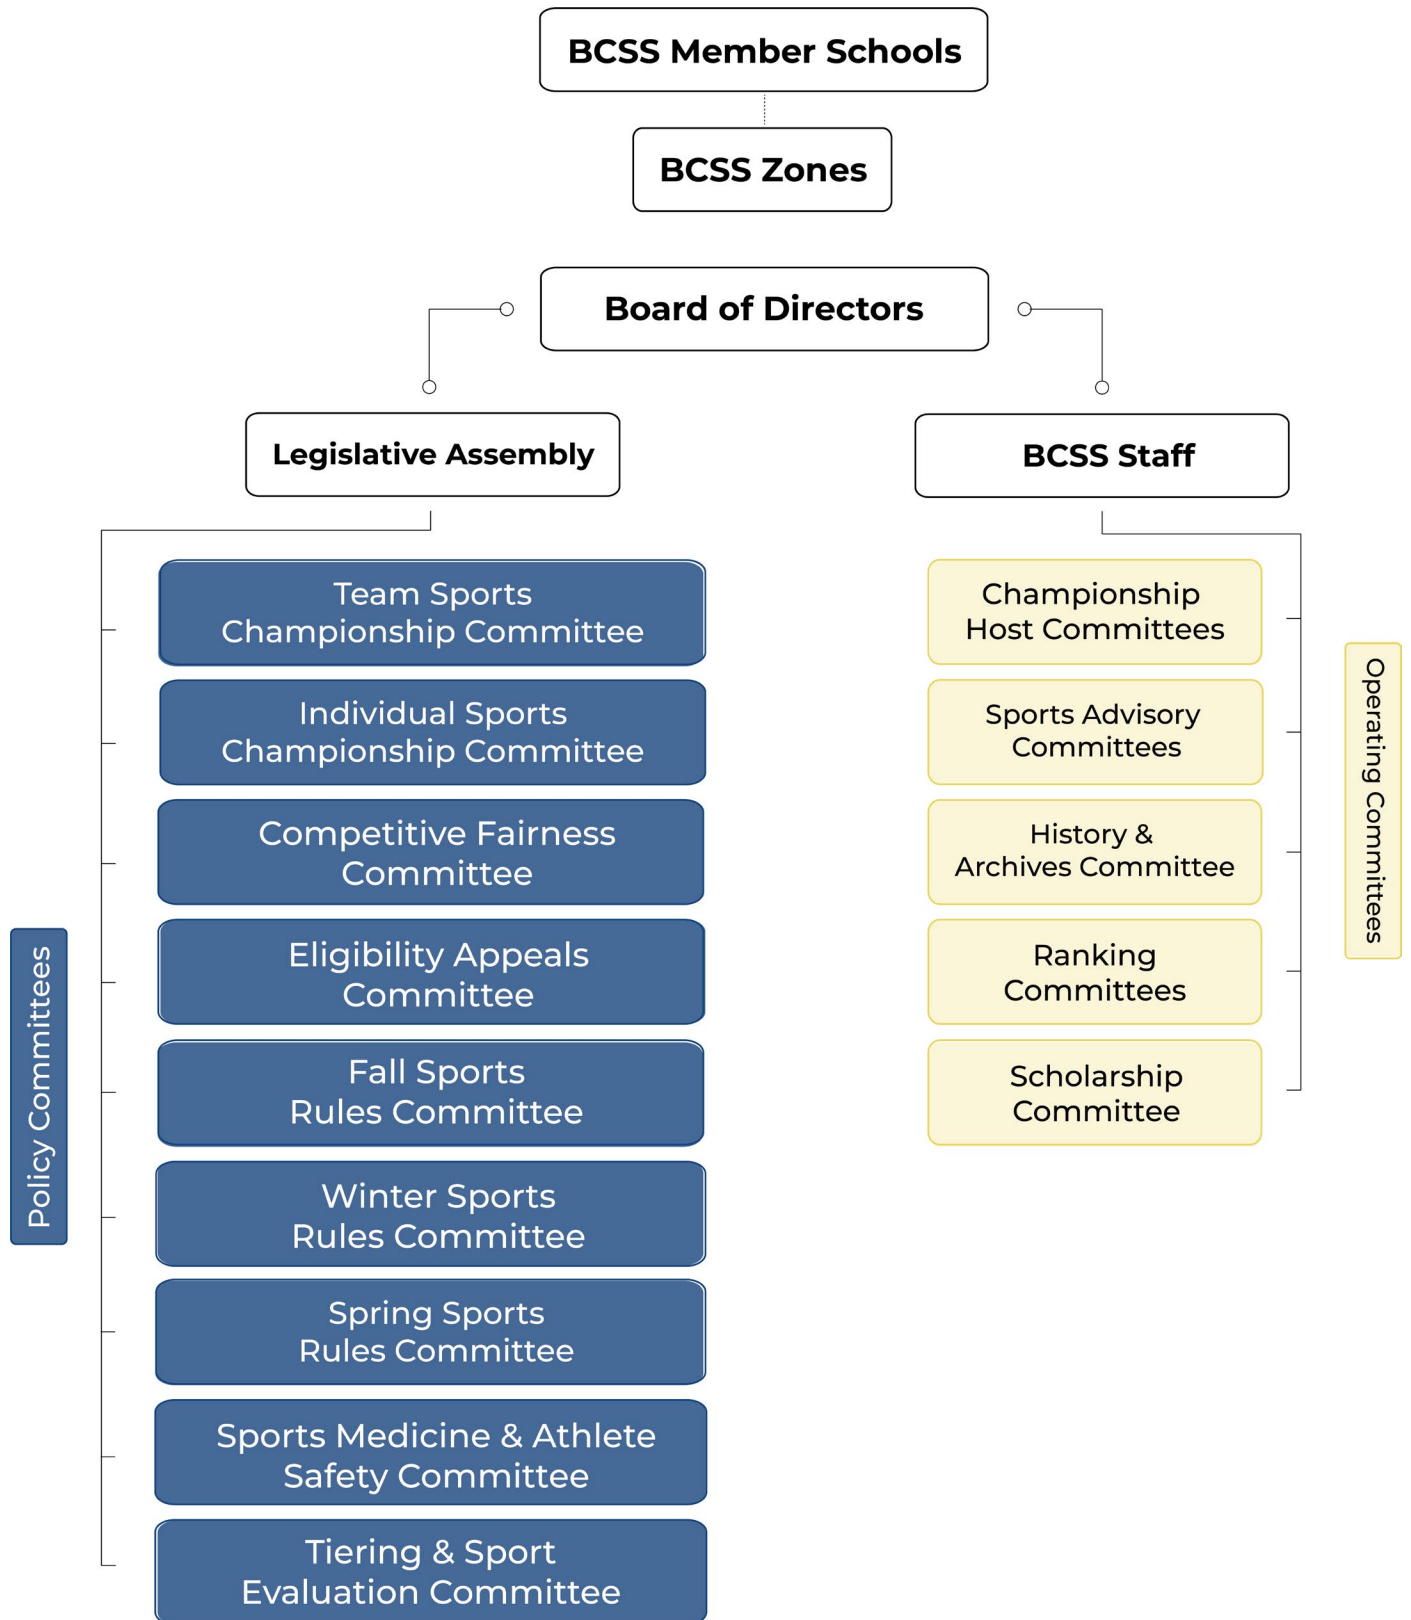 BCSS Member Schools
BCSS Zones
Board of Directors
Legislative Assembly
BCSS Staff
Policy Committees
Team Sports
Championship Committee
Individual Sports
Championship Committee
Competitive Fairness
Committee
Eligibility Appeals
Committee
Fall Sports
Rules Committee
Winter Sports
Rules Committee
Spring Sports
Rules Committee
Sports Medicine & Athlete
Safety Committee
Tiering & Sport
Evaluation Committee
Championship
Host Committees
Sports Advisory
Committees
History &
Archives Committee
Ranking
Committees
Scholarship
Committee
Operating Committees